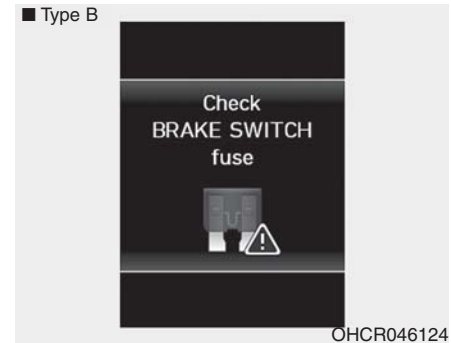 ■ Type B
Check
BRAKE SWITCH
fuse
OHCR046124